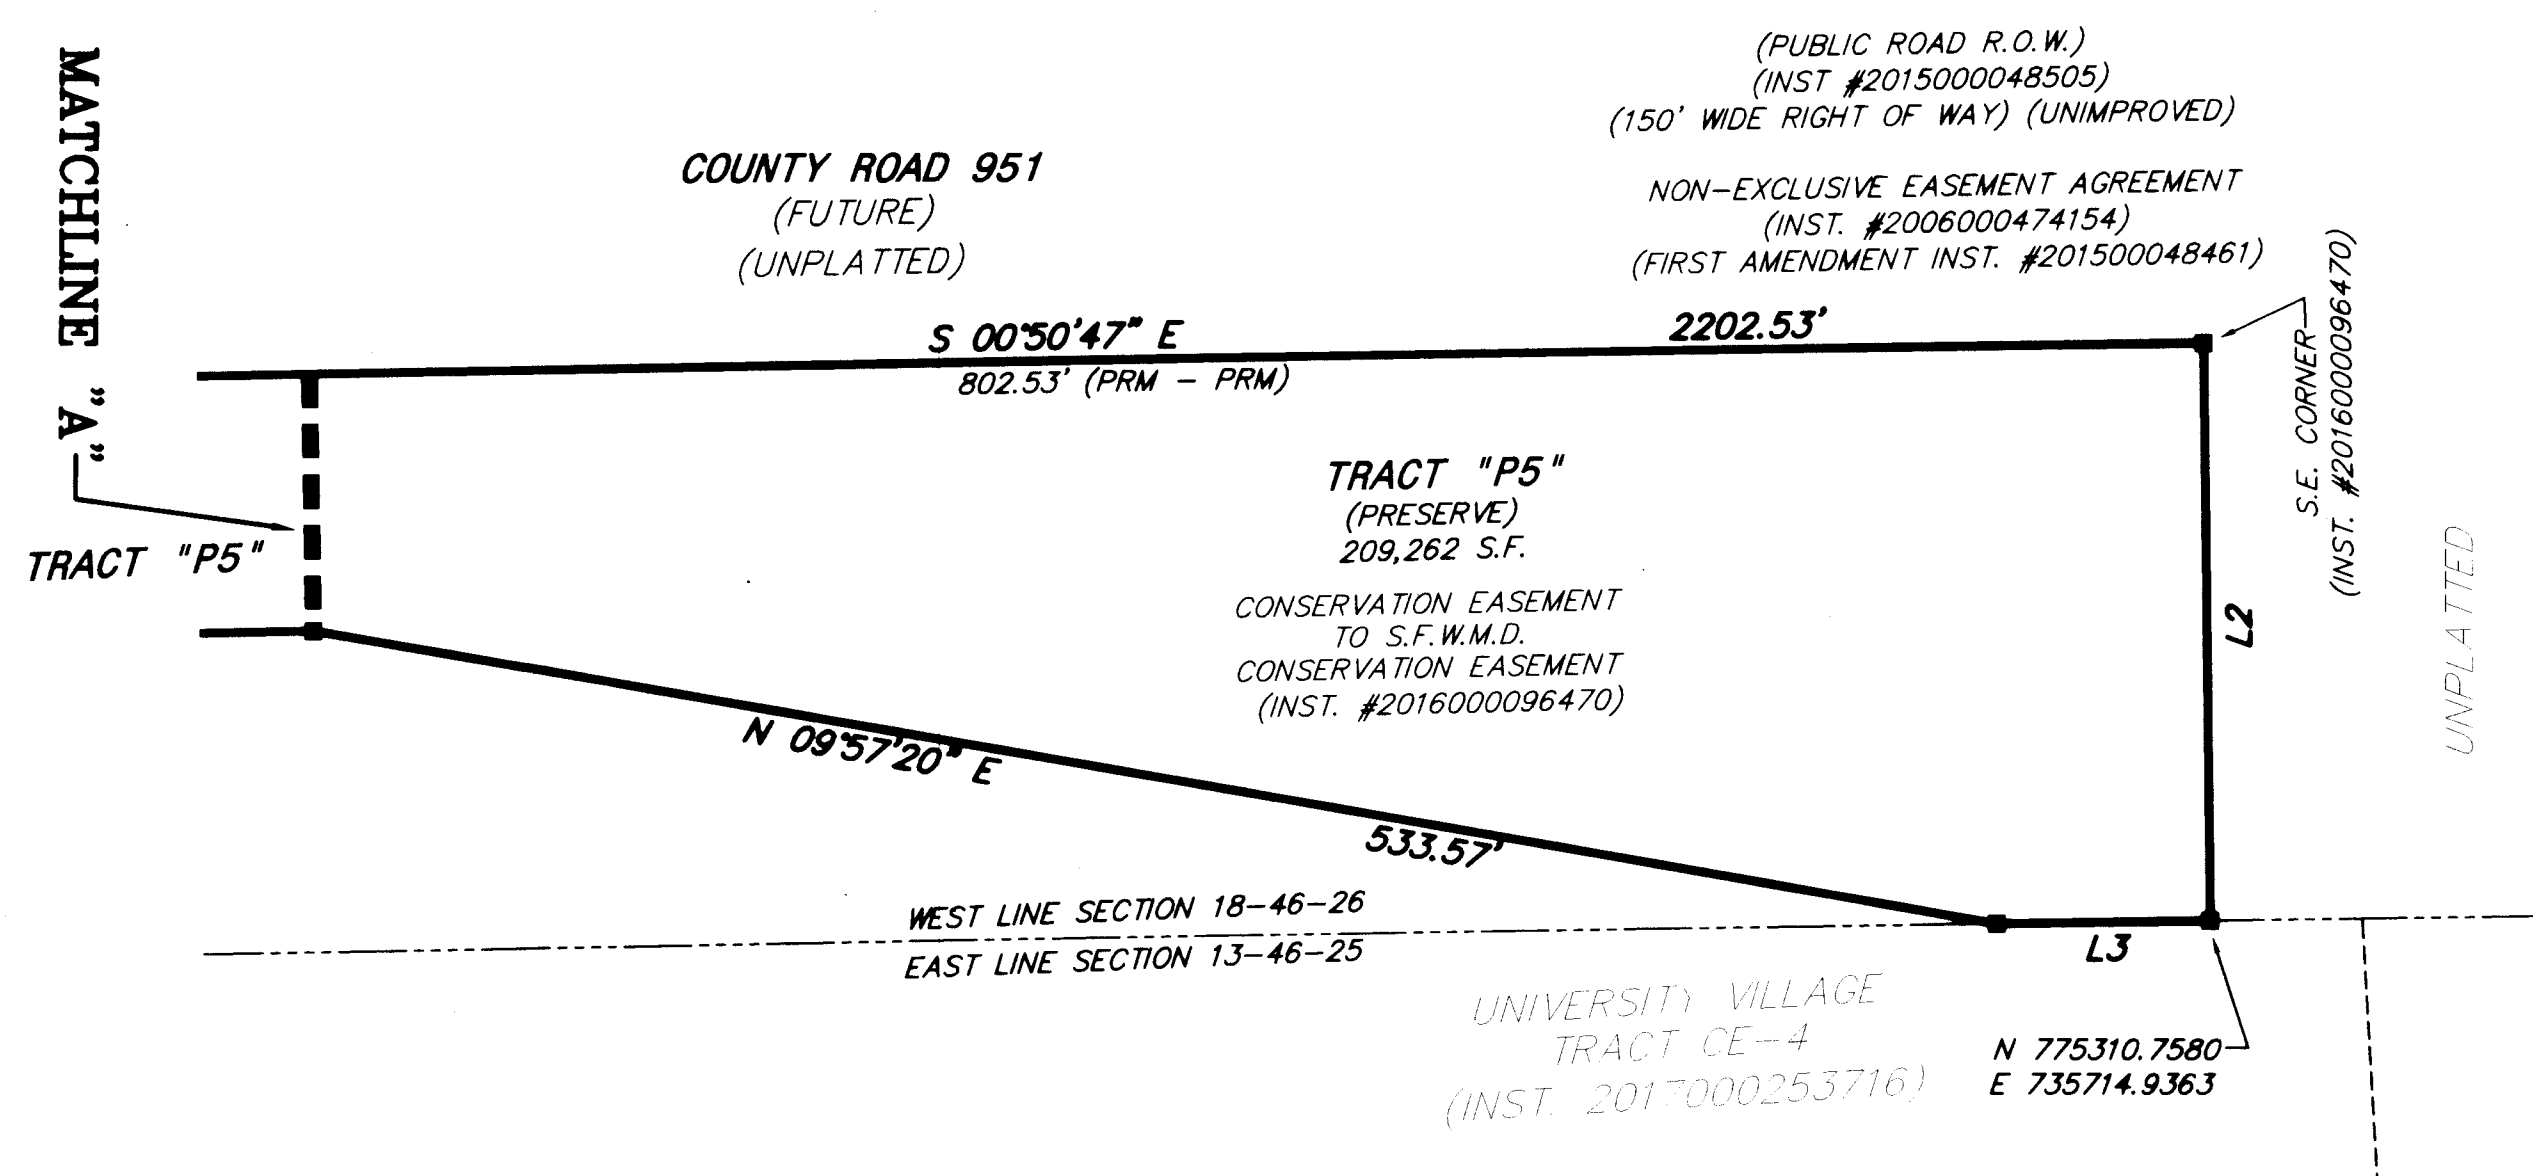 MATCHLINE "A"
TRACT "P5"
COUNTY ROAD 951
(FUTURE)
(UNPLATTED)
(PUBLIC ROAD R.O.W.)
(INST #2015000048505)
(150' WIDE RIGHT OF WAY) (UNIMPROVED)
NON-EXCLUSIVE EASEMENT AGREEMENT
(INST. #2006000474154)
(FIRST AMENDMENT INST. #201500048461)
S 00°50'47" E
2202.53'
802.53' (PRM - PRM)
S.E. CORNER
(INST. #2016000096470)
TRACT "P5"
(PRESERVE)
209,262 S.F.
CONSERVATION EASEMENT
TO S.F.W.M.D.
CONSERVATION EASEMENT
(INST. #2016000096470)
L2
UNPLATTED
N 09°57'20" E
533.57'
WEST LINE SECTION 18-46-26
EAST LINE SECTION 13-46-25
L3
UNIVERSITY VILLAGE
TRACT CE-4
(INST. 2017000253716)
N 775310.7580
E 735714.9363